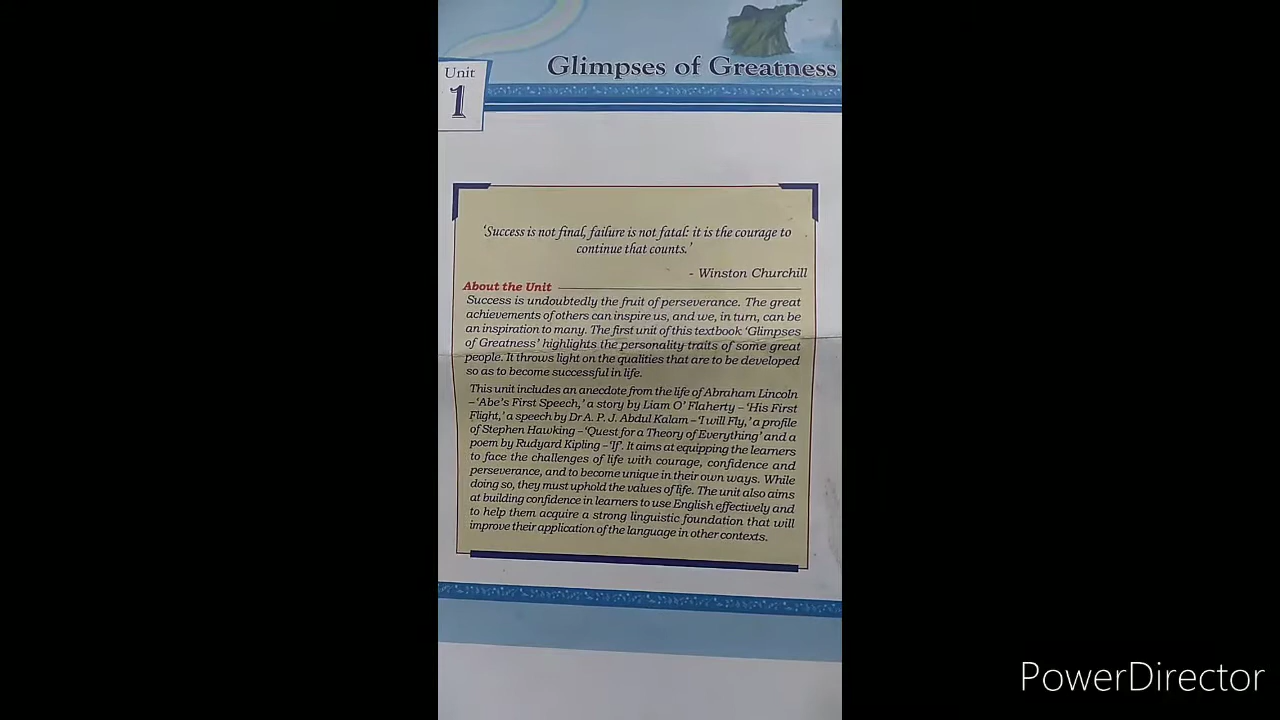 Glimpses of Greatness
Unit
1
'Success is not final, failure is not fatal: it is the courage to
continue that counts.'
- Winston Churchill
About the Unit
Success is undoubtedly the fruit of perseverance. The great
achievements of others can inspire us, and we, in turn, can be
an inspiration to many. The first unit of this textbook 'Glimpses
of Greatness' highlights the personality traits of some great
people. It throws light on the qualities that are to be developed
so as to become successful in life.
This unit includes an anecdote from the life of Abraham Lincoln
–'Abe's First Speech,' a story by Liam O' Flaherty – 'His First
Flight,' a speech by Dr A. P. J. Abdul Kalam –'I will Fly,' a profile
of Stephen Hawking –'Quest for a Theory of Everything' and a
poem by Rudyard Kipling –'If'. It aims at equipping the learners
to face the challenges of life with courage, confidence and
perseverance, and to become unique in their own ways. While
doing so, they must uphold the values of life. The unit also aims
at building confidence in learners to use English effectively and
to help them acquire a strong linguistic foundation that will
improve their application of the language in other contexts.
PowerDirector